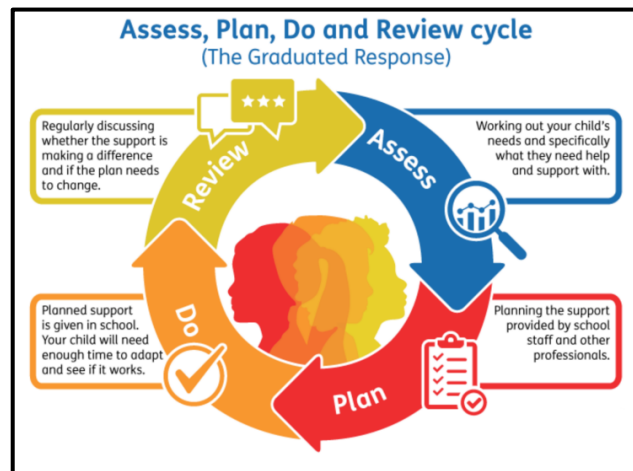 Assess, Plan, Do and Review cycle
(The Graduated Response)
Regularly discussing
whether the support is
making a difference
and if the plan needs
to change.
Review
Assess
Working out your child's
needs and specifically
what they need help
and support with.
Planned support
is given in school.
Your child will need
enough time to adapt
and see if it works.
Do
Plan
Planning the support
provided by school
staff and other
professionals.